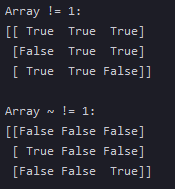 Array != 1:
[[ True  True  True]
 [False  True  True]
 [ True  True False]]

Array ~ != 1:
[[False False False]
 [ True False False]
 [False False  True]]